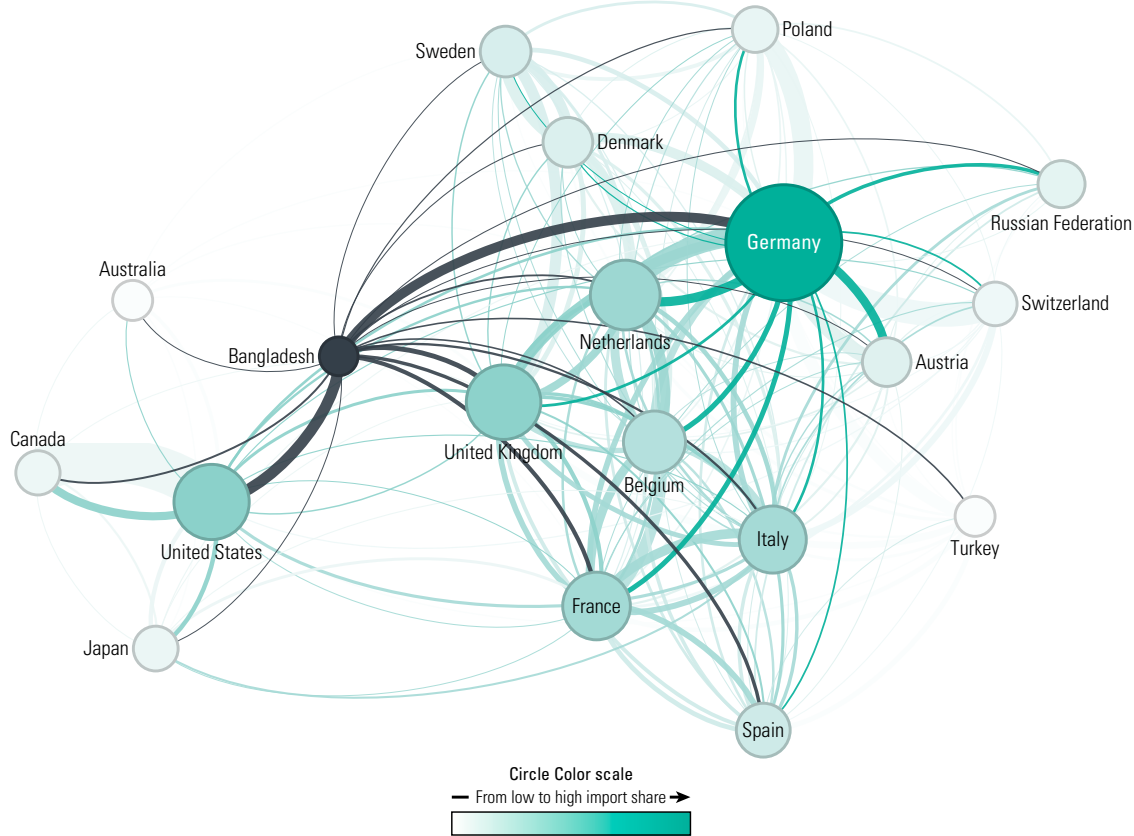 Poland
Sweden
Denmark
Russian Federation
Germany
Australia
Switzerland
Netherlands
Bangladesh
Austria
Canada
United Kingdom
Belgium
United States
Italy
Turkey
France
Japan
Spain
Circle Color scale
From low to high import share